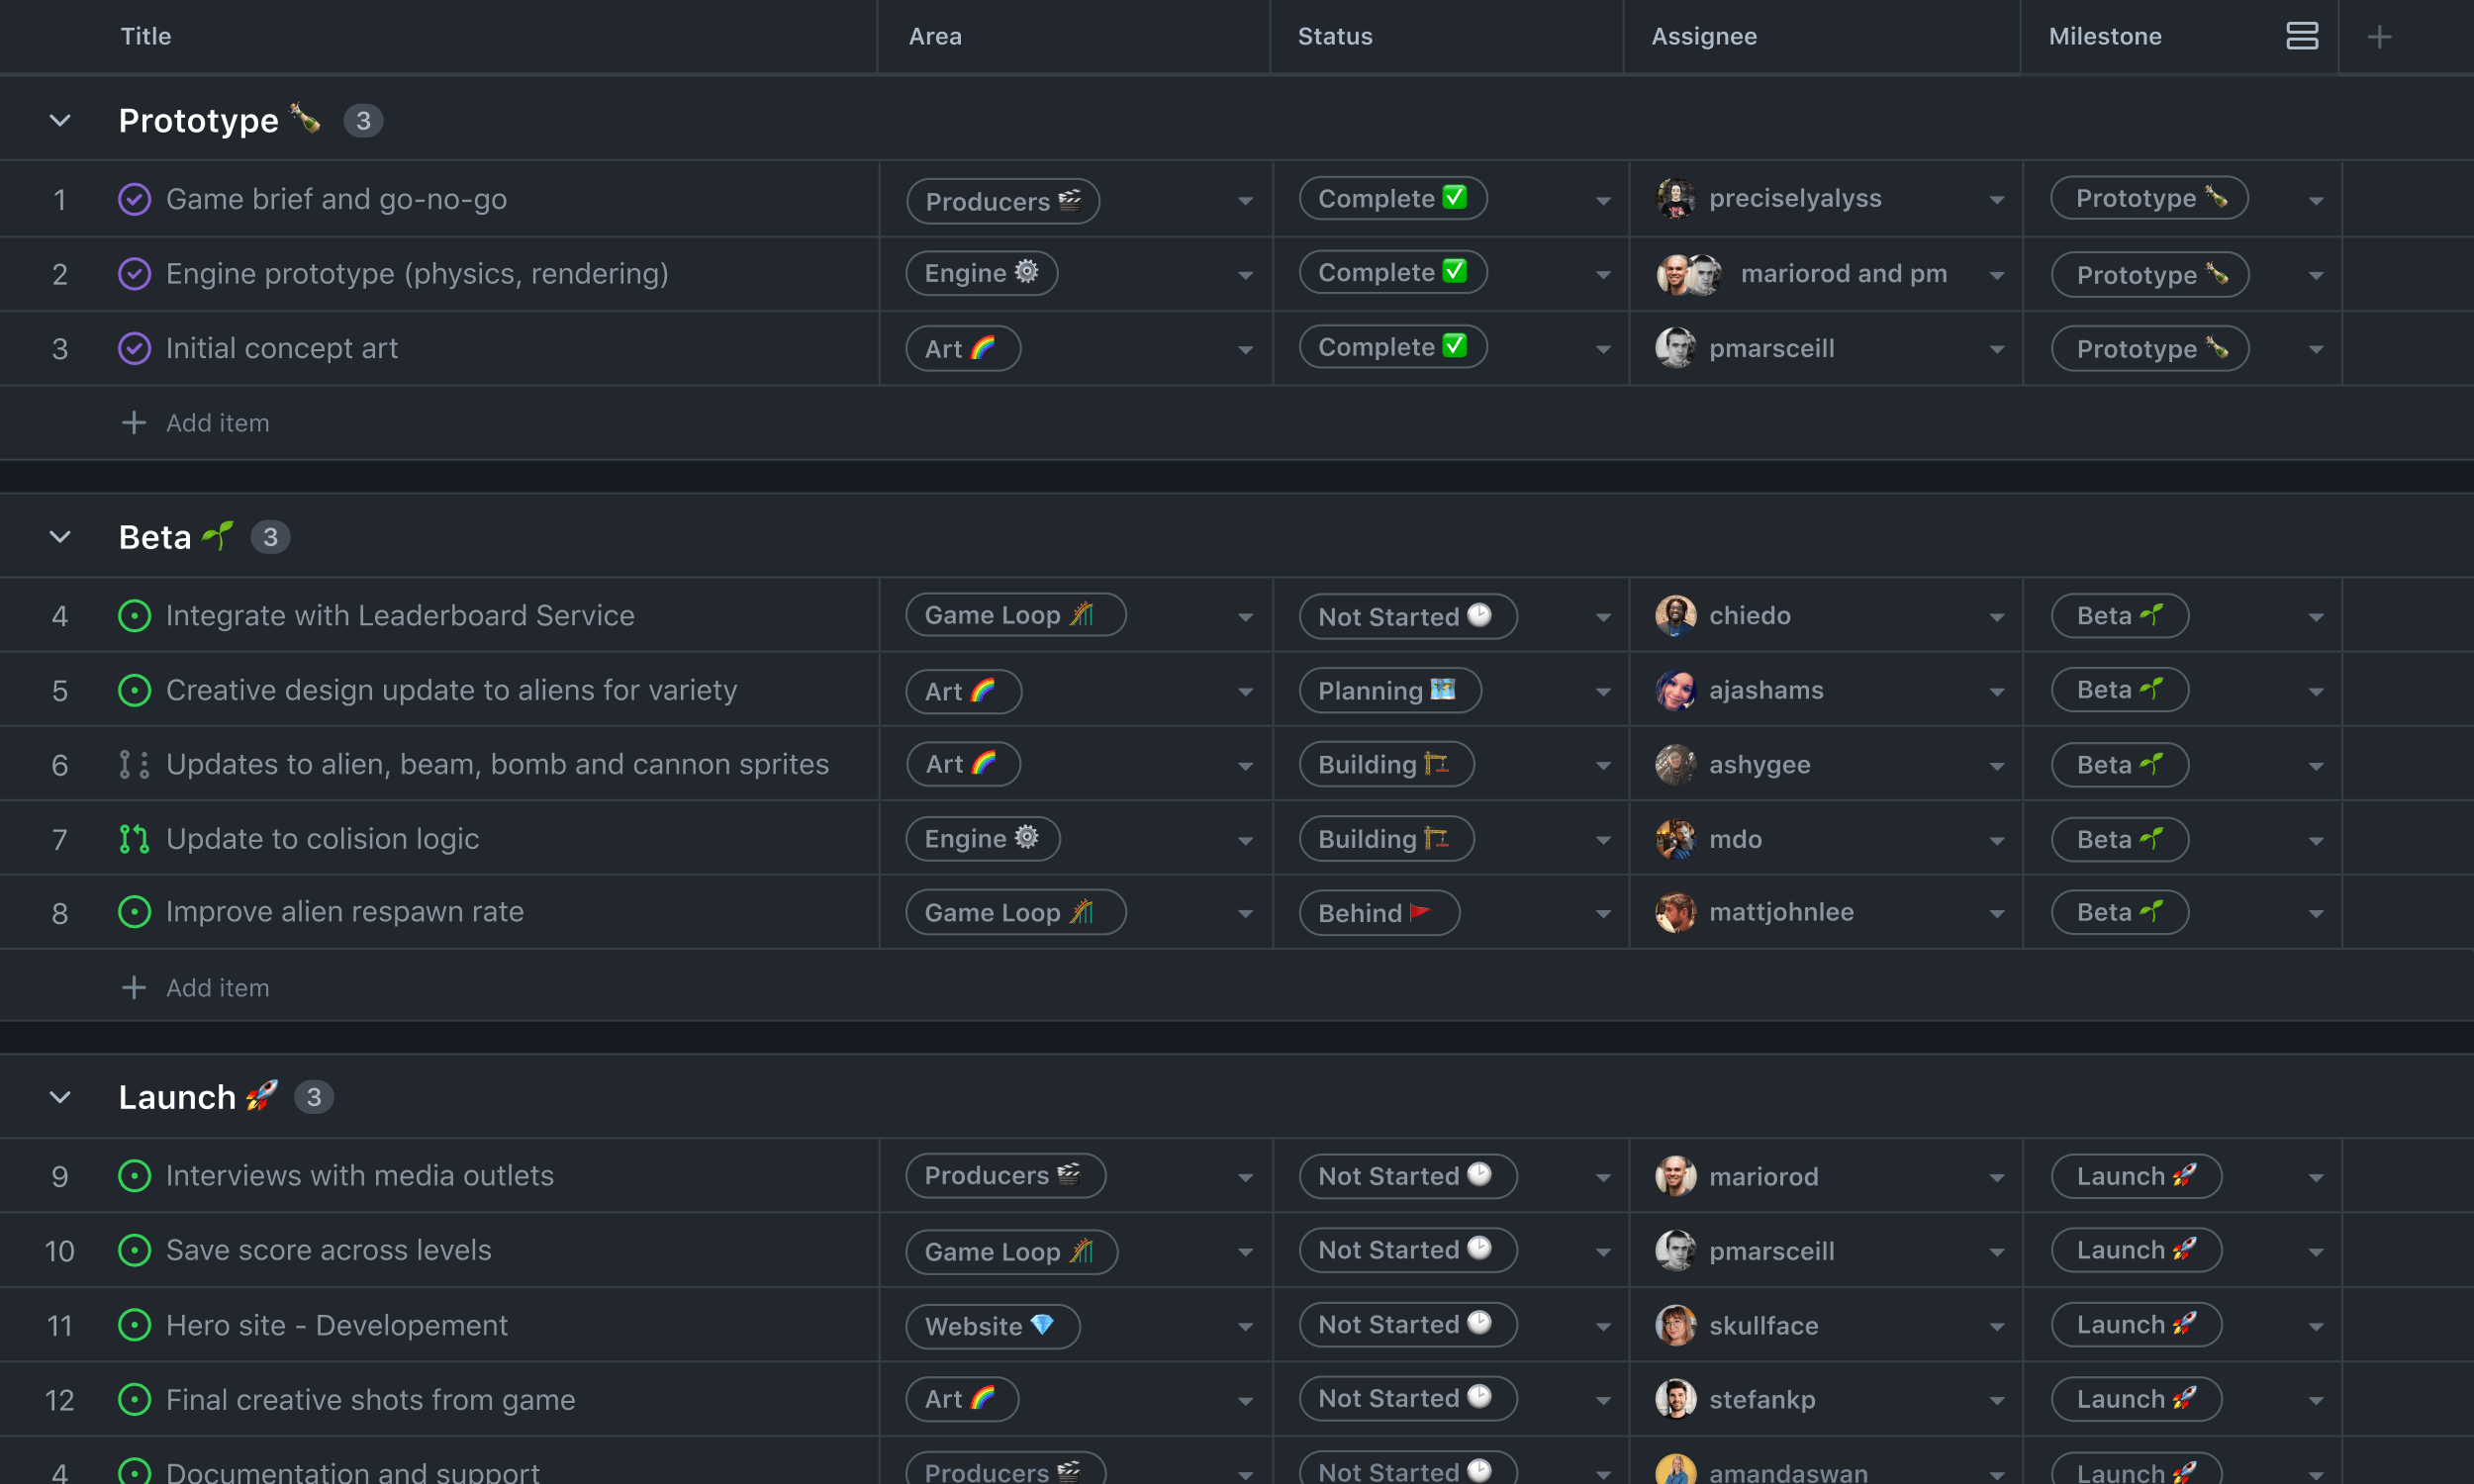 Title Area Status Assignee Milestone
Prototype 3
1 Game brief and go-no-go Producers Complete preciselyalyss Prototype
2 Engine prototype (physics, rendering) Engine Complete mariorod and pm Prototype
3 Initial concept art Art Complete pmarsceill Prototype
Add item
Beta 3
4 Integrate with Leaderboard Service Game Loop Not Started chiedo Beta
5 Creative design update to aliens for variety Art Planning ajashams Beta
6 Updates to alien, beam, bomb and cannon sprites Art Building ashygee Beta
7 Update to colision logic Engine Building mdo Beta
8 Improve alien respawn rate Game Loop Behind mattjohnlee Beta
Add item
Launch 3
9 Interviews with media outlets Producers Not Started mariorod Launch
10 Save score across levels Game Loop Not Started pmarsceill Launch
11 Hero site - Developement Website Not Started skullface Launch
12 Final creative shots from game Art Not Started stefankp Launch
4 Documentation and support Producers Not Started amandaswan Launch